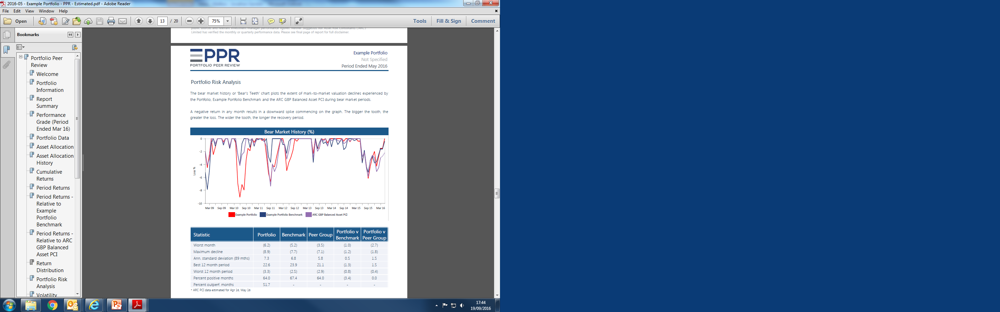 2016-05 - Example Portfolio - PPR - Estimated.pdf - Adobe Reader
File Edit View Window Help
Open 13 / 20 75% Tools Fill & Sign Comment
Bookmarks
Portfolio Peer
Review
Welcome
Portfolio
Information
Report
Summary
Performance
Grade (Period
Ended Mar 16)
Portfolio Data
Asset Allocation
Asset Allocation
History
Cumulative
Returns
Period Returns
Period Returns -
Relative to
Example
Portfolio
Benchmark
Period Returns -
Relative to ARC
GBP Balanced
Asset PCI
Return
Distribution
Portfolio Risk
Analysis
Volatility
public sources and relevant investment manager performance figures. Neither Suggestus nor Asset Risk Consultants ('ARC')
Limited has verified the monthly or quarterly performance data. Please see final page of report for full disclaimer.
PPR
PORTFOLIO PEER REVIEW
Example Portfolio
Not Specified
Period Ended May 2016
Portfolio Risk Analysis
The bear market history or 'Bear's Teeth' chart plots the extent of mark-to-market valuation declines experienced by
the Portfolio, Example Portfolio Benchmark and the ARC GBP Balanced Asset PCI during bear market periods.
A negative return in any month results in a downward spike commencing on the graph. The bigger the tooth, the
greater the loss. The wider the tooth, the longer the recovery period.
Bear Market History (%)
0
-2
-4
-6
-8
-10
Loss %
Mar 09 Sep 09 Mar 10 Sep 10 Mar 11 Sep 11 Mar 12 Sep 12 Mar 13 Sep 13 Mar 14 Sep 14 Mar 15 Sep 15 Mar 16
Example Portfolio Example Portfolio Benchmark ARC GBP Balanced Asset PCI
Statistic Portfolio Benchmark Peer Group Portfolio v Benchmark Portfolio v Peer Group
Worst month (6.2) (5.2) (3.5) (1.0) (2.7)
Maximum decline (8.9) (7.7) (7.1) (1.2) (1.8)
Ann. standard deviation (89 mths) 7.3 6.8 5.8 0.5 1.5
Best 12 month period 22.6 23.9 21.1 (1.3) 1.5
Worst 12 month period (3.3) (2.5) (2.9) (0.8) (0.4)
Percent positive months 64.0 67.4 64.0 (3.4) 0.0
Percent outperf. months 51.7 - - - -
* ARC PCI data estimated for Apr 16, May 16
17:44
19/09/2016